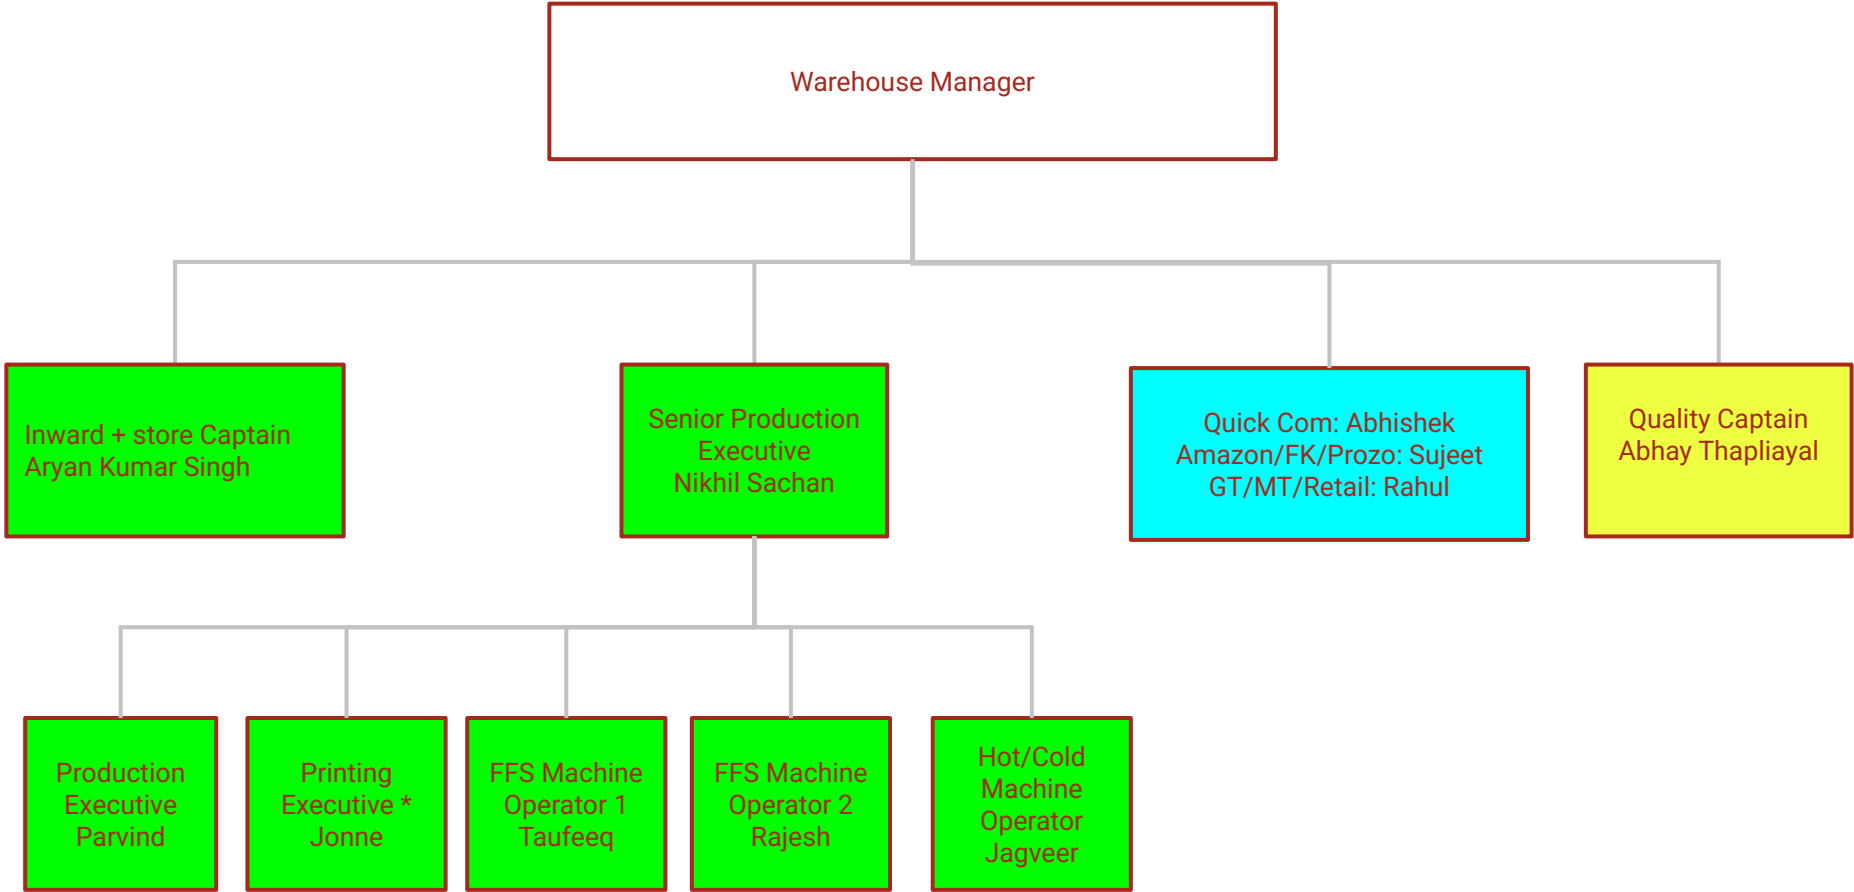 Warehouse Manager
Inward + store Captain
Aryan Kumar Singh
Senior Production
Executive
Nikhil Sachan
Quick Com: Abhishek
Amazon/FK/Prozo: Sujeet
GT/MT/Retail: Rahul
Quality Captain
Abhay Thapliayal
Production
Executive
Parvind
Printing
Executive *
Jonne
FFS Machine
Operator 1
Taufeeq
FFS Machine
Operator 2
Rajesh
Hot/Cold
Machine
Operator
Jagveer